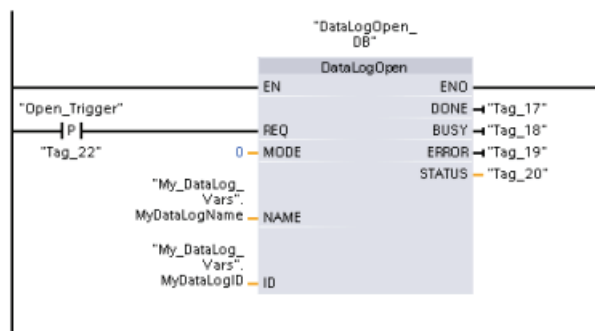 "DataLogOpen_
DB"
DataLogOpen
EN ENO
DONE "Tag_17"
"Open_Trigger"
P REQ BUSY "Tag_18"
"Tag_22" 0 MODE ERROR "Tag_19"
STATUS "Tag_20"
"My_DataLog_
Vars".
MyDataLogName NAME
"My_DataLog_
Vars".
MyDataLogID ID